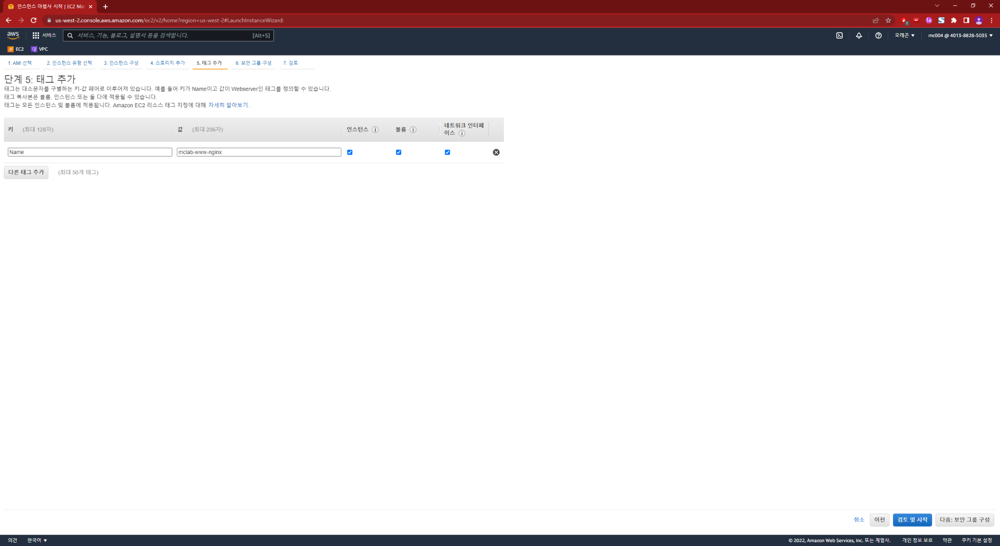 인스턴스 마법사 시작 | EC2 Mar
us-west-2.console.aws.amazon.com/ec2/v2/home?region=us-west-2#LaunchInstanceWizard:
1
aws 서비스 서비스, 기능, 블로그, 설명서 등을 검색합니다. [Alt+S] 오레곤 ▼ mc004 @ 4013-8828-5035 ▼
EC2 VPC
1. AMI 선택 2. 인스턴스 유형 선택 3. 인스턴스 구성 4. 스토리지 추가 5. 태그 추가 6. 보안 그룹 구성 7. 검토
단계 5: 태그 추가
태그는 대소문자를 구별하는 키-값 페어로 이루어져 있습니다. 예를 들어 키가 Name이고 값이 Webserver인 태그를 정의할 수 있습니다.
태그 복사본은 볼륨, 인스턴스 또는 둘 다에 적용될 수 있습니다.
태그는 모든 인스턴스 및 볼륨에 적용됩니다. Amazon EC2 리소스 태그 지정에 대해 자세히 알아보기.
키 (최대 128자) 값 (최대 256자) 인스턴스 볼륨 네트워크 인터페
이스
Name mclab-www-nginx
다른 태그 추가 (최대 50개 태그)
취소 이전 검토 및 시작 다음: 보안 그룹 구성
의견 한국어 ▼ © 2022, Amazon Web Services, Inc. 또는 계열사. 개인 정보 보호 약관 쿠키 기본 설정